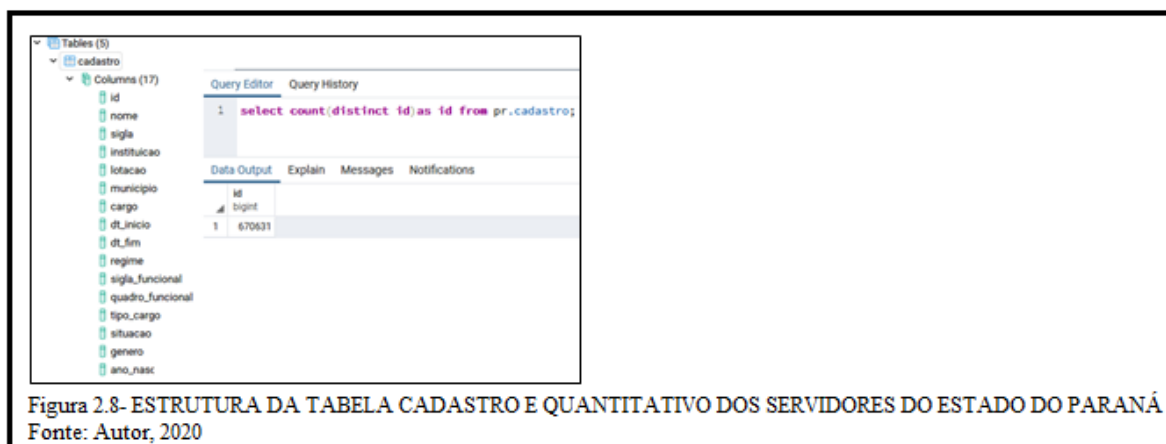 Tables (5)
cadastro
Columns (17)
id
nome
sigla
instituicao
lotacao
municipio
cargo
dt_inicio
dt_fim
regime
sigla_funcional
quadro_funcional
tipo_cargo
situacao
genero
ano_nasc
Query Editor Query History
1 select count(distinct id)as id from pr.cadastro;
Data Output Explain Messages Notifications
id
bigint
1 670631
Figura 2.8- ESTRUTURA DA TABELA CADASTRO E QUANTITATIVO DOS SERVIDORES DO ESTADO DO PARANÁ
Fonte: Autor, 2020